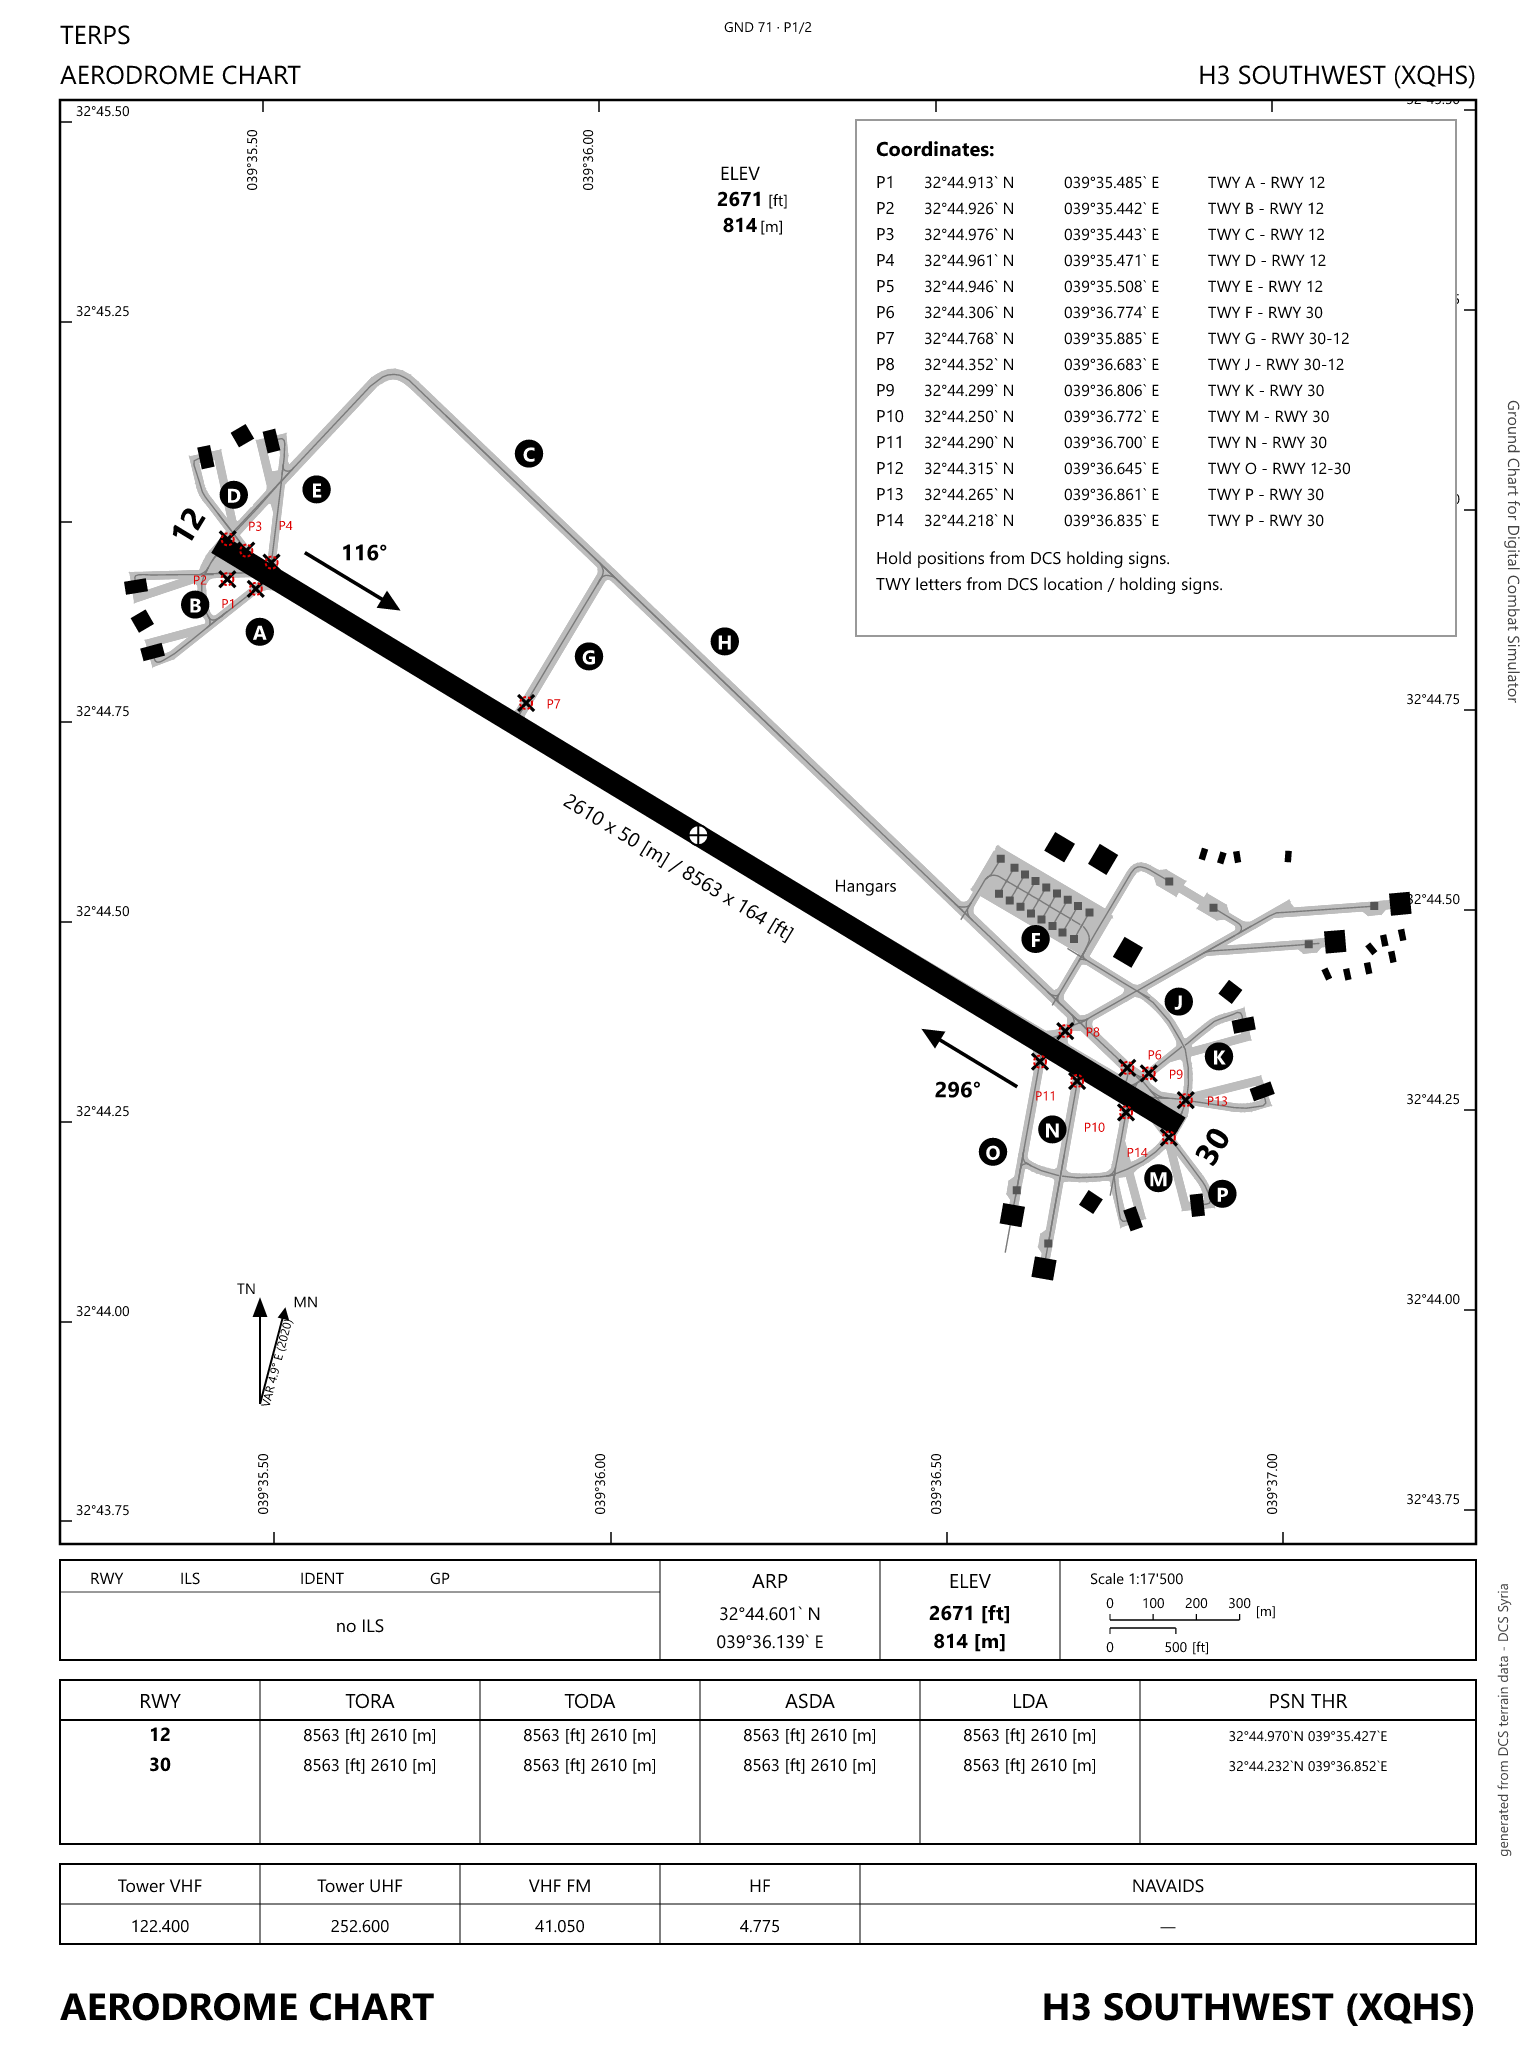 GND 71 · P1/2
TERPS
AERODROME CHART
H3 SOUTHWEST (XQHS)
32°45.50
039°35.50
039°36.00
ELEV
2671 [ft]
814 [m]
Coordinates:
P1 32°44.913` N 039°35.485` E TWY A - RWY 12
P2 32°44.926` N 039°35.442` E TWY B - RWY 12
P3 32°44.976` N 039°35.443` E TWY C - RWY 12
P4 32°44.961` N 039°35.471` E TWY D - RWY 12
P5 32°44.946` N 039°35.508` E TWY E - RWY 12
P6 32°44.306` N 039°36.774` E TWY F - RWY 30
P7 32°44.768` N 039°35.885` E TWY G - RWY 30-12
P8 32°44.352` N 039°36.683` E TWY J - RWY 30-12
P9 32°44.299` N 039°36.806` E TWY K - RWY 30
P10 32°44.250` N 039°36.772` E TWY M - RWY 30
P11 32°44.290` N 039°36.700` E TWY N - RWY 30
P12 32°44.315` N 039°36.645` E TWY O - RWY 12-30
P13 32°44.265` N 039°36.861` E TWY P - RWY 30
P14 32°44.218` N 039°36.835` E TWY P - RWY 30
Hold positions from DCS holding signs.
TWY letters from DCS location / holding signs.
32°45.25
C
D
E
12
P3
P4
116°
P2
B
P1
A
H
G
P7
32°44.75
32°44.75
2610 x 50 [m] / 8563 x 164 [ft]
Hangars
32°44.50
32°44.50
F
J
P8
K
P6
P9
296°
P11
P13
32°44.25
32°44.25
P10
N
O
30
P14
M
P
TN
MN
VAR 4.9° E (2020)
32°44.00
32°44.00
039°35.50
039°36.00
039°36.50
039°37.00
32°43.75
32°43.75
Ground Chart for Digital Combat Simulator
RWY ILS IDENT GP
no ILS
ARP
32°44.601` N
039°36.139` E
ELEV
2671 [ft]
814 [m]
Scale 1:17'500
0 100 200 300 [m]
0 500 [ft]
RWY TORA TODA ASDA LDA PSN THR
12 8563 [ft] 2610 [m] 8563 [ft] 2610 [m] 8563 [ft] 2610 [m] 8563 [ft] 2610 [m] 32°44.970`N 039°35.427`E
30 8563 [ft] 2610 [m] 8563 [ft] 2610 [m] 8563 [ft] 2610 [m] 8563 [ft] 2610 [m] 32°44.232`N 039°36.852`E
generated from DCS terrain data - DCS Syria
Tower VHF Tower UHF VHF FM HF NAVAIDS
122.400 252.600 41.050 4.775 —
AERODROME CHART
H3 SOUTHWEST (XQHS)